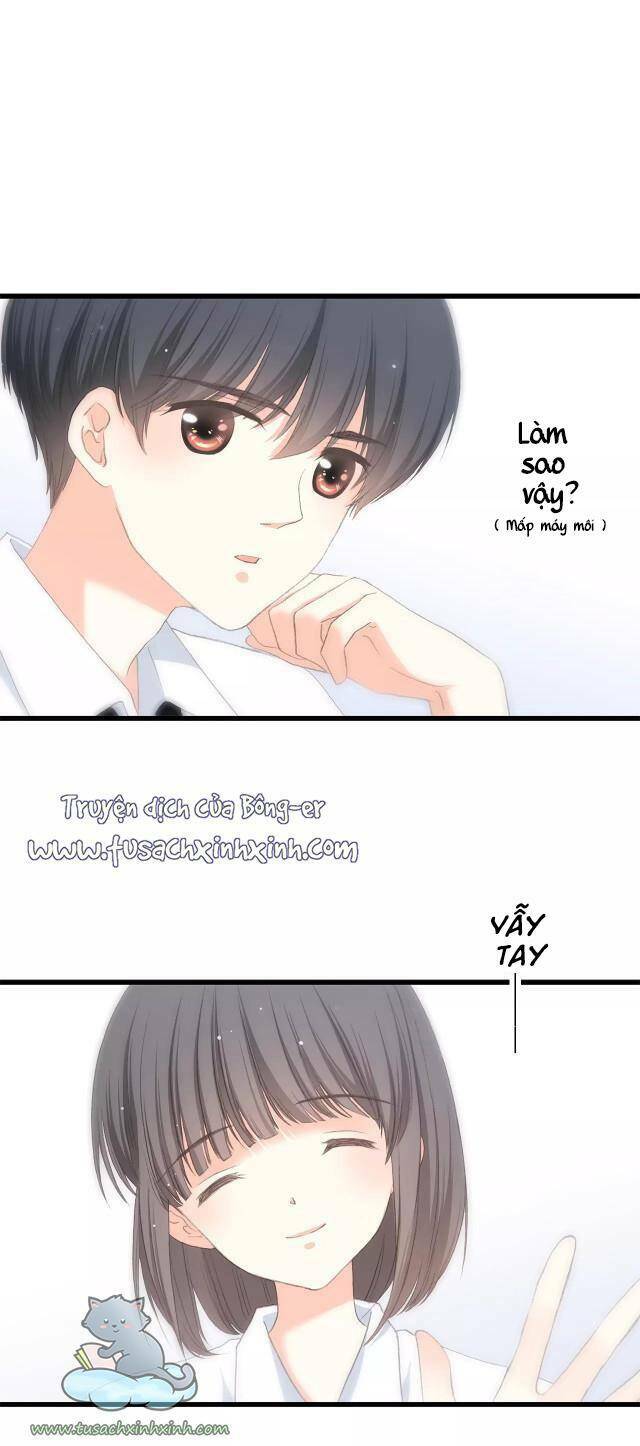 Làm
sao
vậy?
( Mấp máy môi )
Truyện dịch của Bông-er
www.tusachxinhxinh.com
VẪY
TAY
www.tusachxinhxinh.com